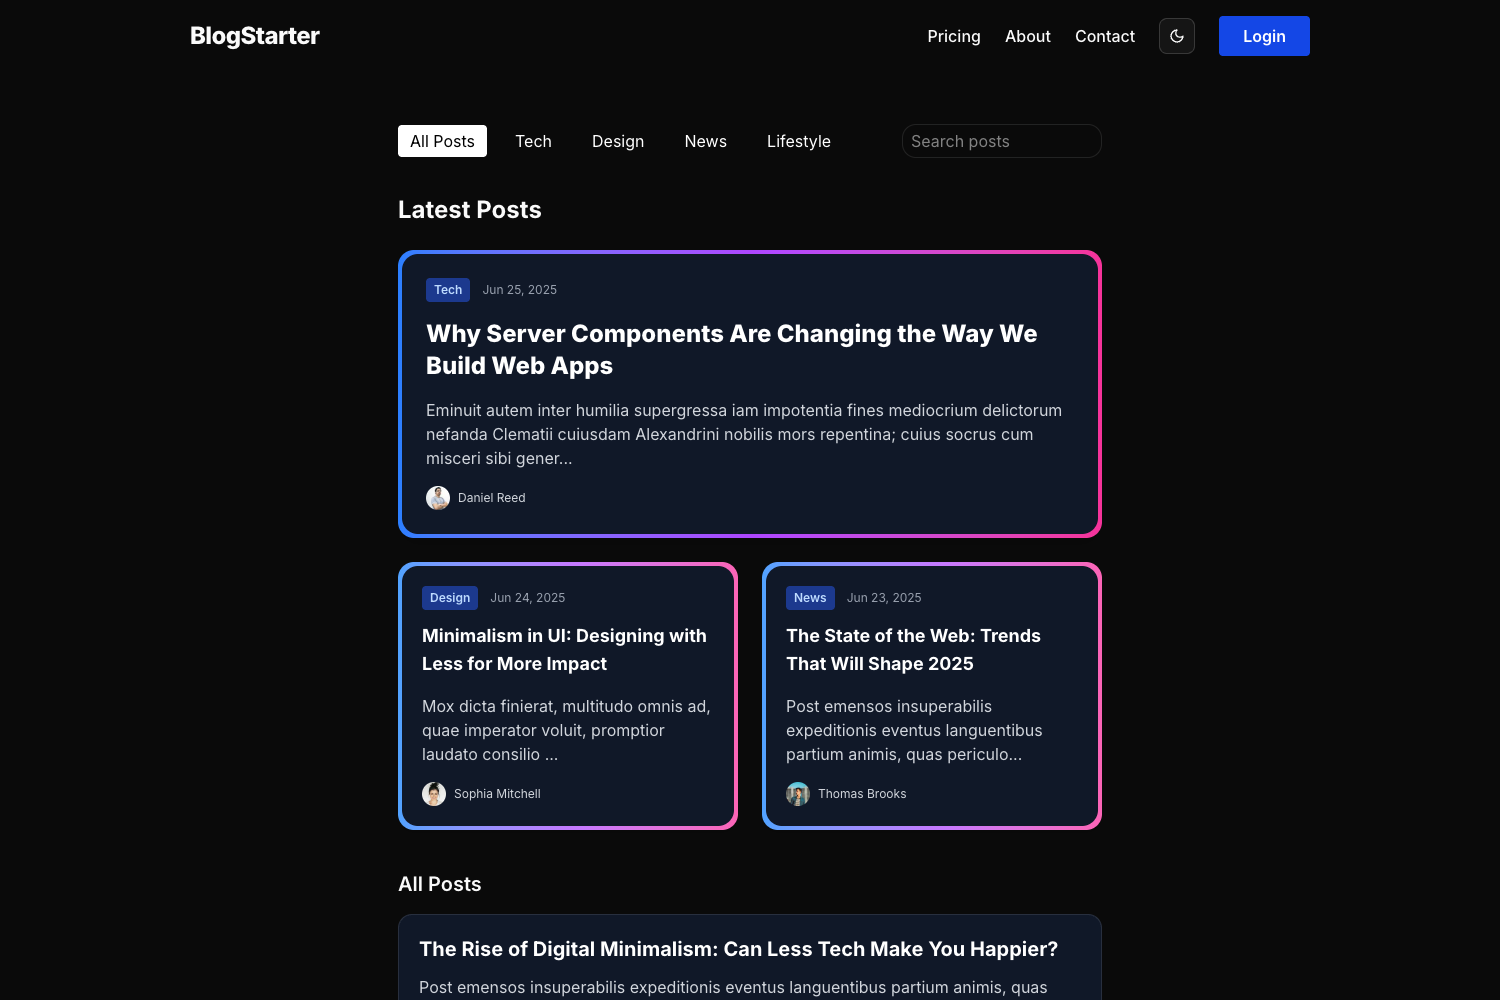 BlogStarter
Pricing
About
Contact
Login
All Posts
Tech
Design
News
Lifestyle
Search posts
Latest Posts
Tech
Jun 25, 2025
Why Server Components Are Changing the Way We
Build Web Apps
Eminuit autem inter humilia supergressa iam impotentia fines mediocrium delictorum
nefanda Clematii cuiusdam Alexandrini nobilis mors repentina; cuius socrus cum
misceri sibi gener...
Daniel Reed
Design
Jun 24, 2025
Minimalism in UI: Designing with
Less for More Impact
Mox dicta finierat, multitudo omnis ad,
quae imperator voluit, promptior
laudato consilio ...
Sophia Mitchell
News
Jun 23, 2025
The State of the Web: Trends
That Will Shape 2025
Post emensos insuperabilis
expeditionis eventus languentibus
partium animis, quas periculo...
Thomas Brooks
All Posts
The Rise of Digital Minimalism: Can Less Tech Make You Happier?
Post emensos insuperabilis expeditionis eventus languentibus partium animis, quas